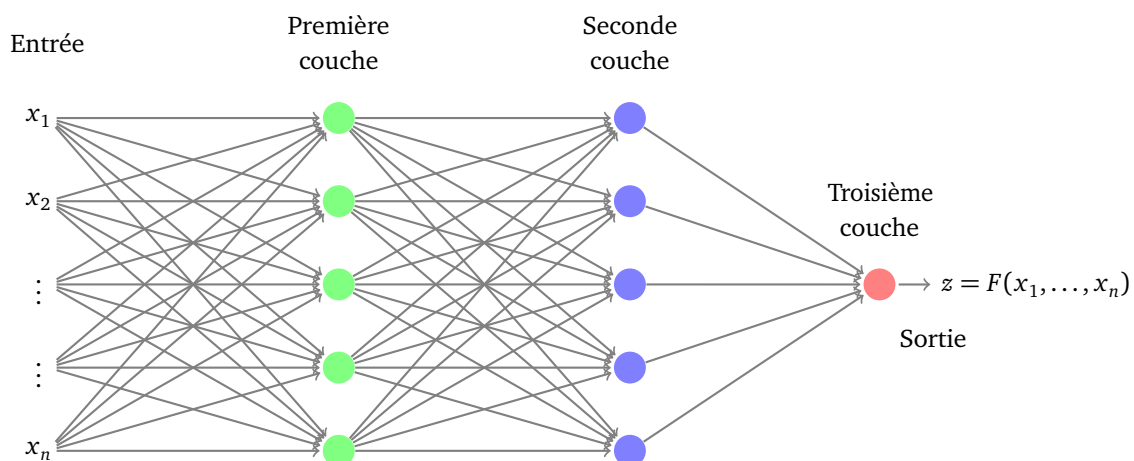 Entrée
Première
couche
Seconde
couche
x₁
x₂
⋮
⋮
xₙ
Troisième
couche
z = F(x₁,...,xₙ)
Sortie